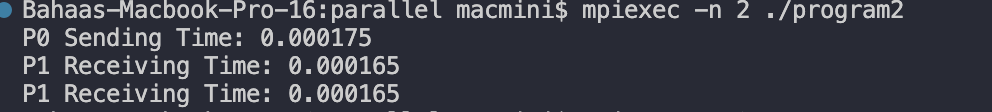 Bahaas-Macbook-Pro-16:parallel macmini$ mpiexec -n 2 ./program2
P0 Sending Time: 0.000175
P1 Receiving Time: 0.000165
P1 Receiving Time: 0.000165